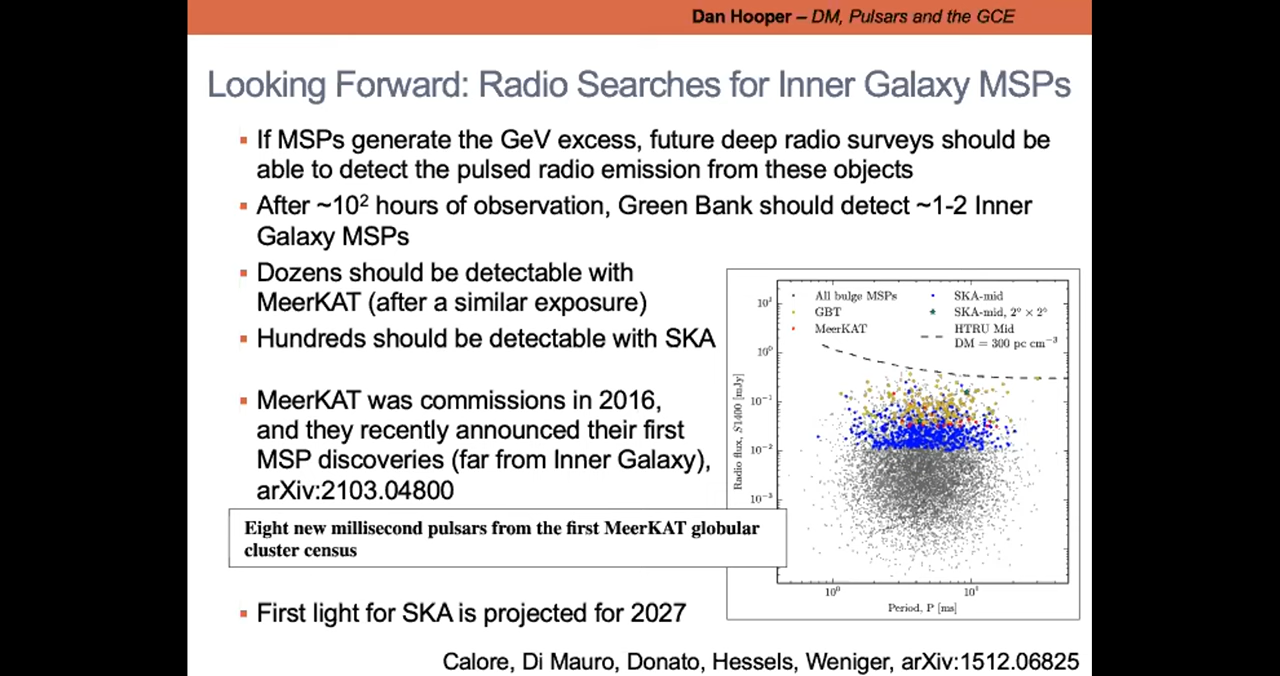 Dan Hooper – DM, Pulsars and the GCE
Looking Forward: Radio Searches for Inner Galaxy MSPs
▪ If MSPs generate the GeV excess, future deep radio surveys should be
able to detect the pulsed radio emission from these objects
▪ After ~10² hours of observation, Green Bank should detect ~1-2 Inner
Galaxy MSPs
▪ Dozens should be detectable with
MeerKAT (after a similar exposure)
▪ Hundreds should be detectable with SKA
▪ MeerKAT was commissions in 2016,
and they recently announced their first
MSP discoveries (far from Inner Galaxy),
arXiv:2103.04800
Eight new millisecond pulsars from the first MeerKAT globular
cluster census
▪ First light for SKA is projected for 2027
All bulge MSPs
GBT
MeerKAT
SKA-mid
SKA-mid, 2° × 2°
HTRU Mid
DM = 300 pc cm⁻³
Radio flux, S1400 [mJy]
10¹
10⁰
10⁻¹
10⁻²
10⁻³
10⁰ 10¹
Period, P [ms]
Calore, Di Mauro, Donato, Hessels, Weniger, arXiv:1512.06825